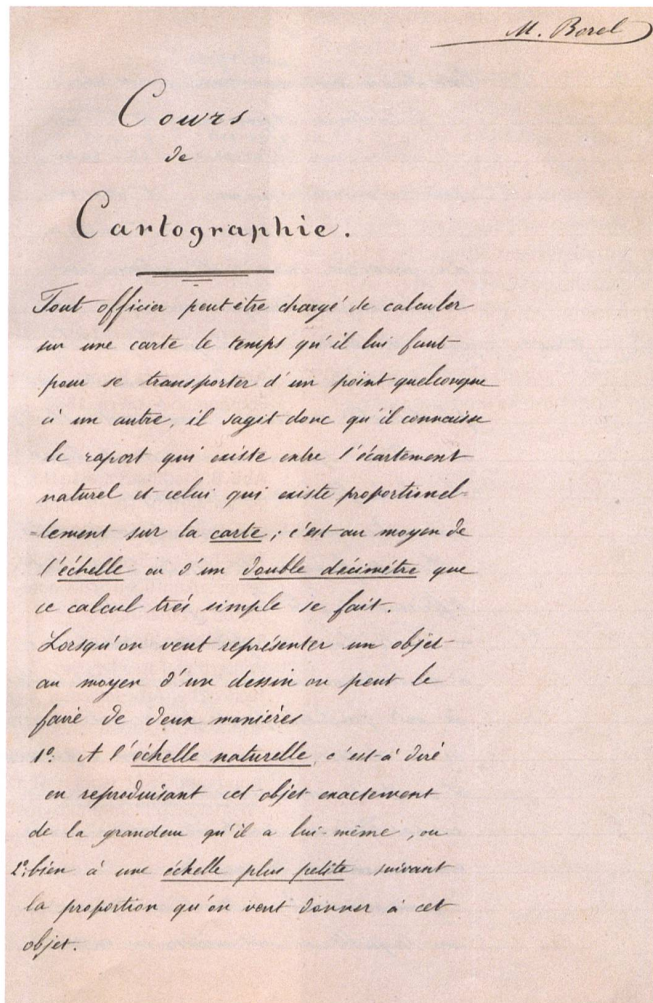 M. Borel
Cours
de
Cartographie.
Tout officier peut être chargé de calculer
sur une carte le temps qu'il lui faut
pour se transporter d'un point quelconque
à un autre, il sagit donc qu'il connaisse
le raport qui existe entre l'écartement
naturel et celui qui existe proportionel-
-lement sur la carte; c'est au moyen de
l'échelle ou d'un double décimètre que
ce calcul très simple se fait.
Lorsqu'on veut représenter un objet
au moyen d'un dessin on peut le
faire de deux manières
1º: A l'échelle naturelle, c'est-à-dire
en reproduisant cet objet exactement
de la grandeur qu'il a lui-même, ou
2º: bien à une échelle plus petite suivant
la proportion qu'on veut donner à cet
objet.